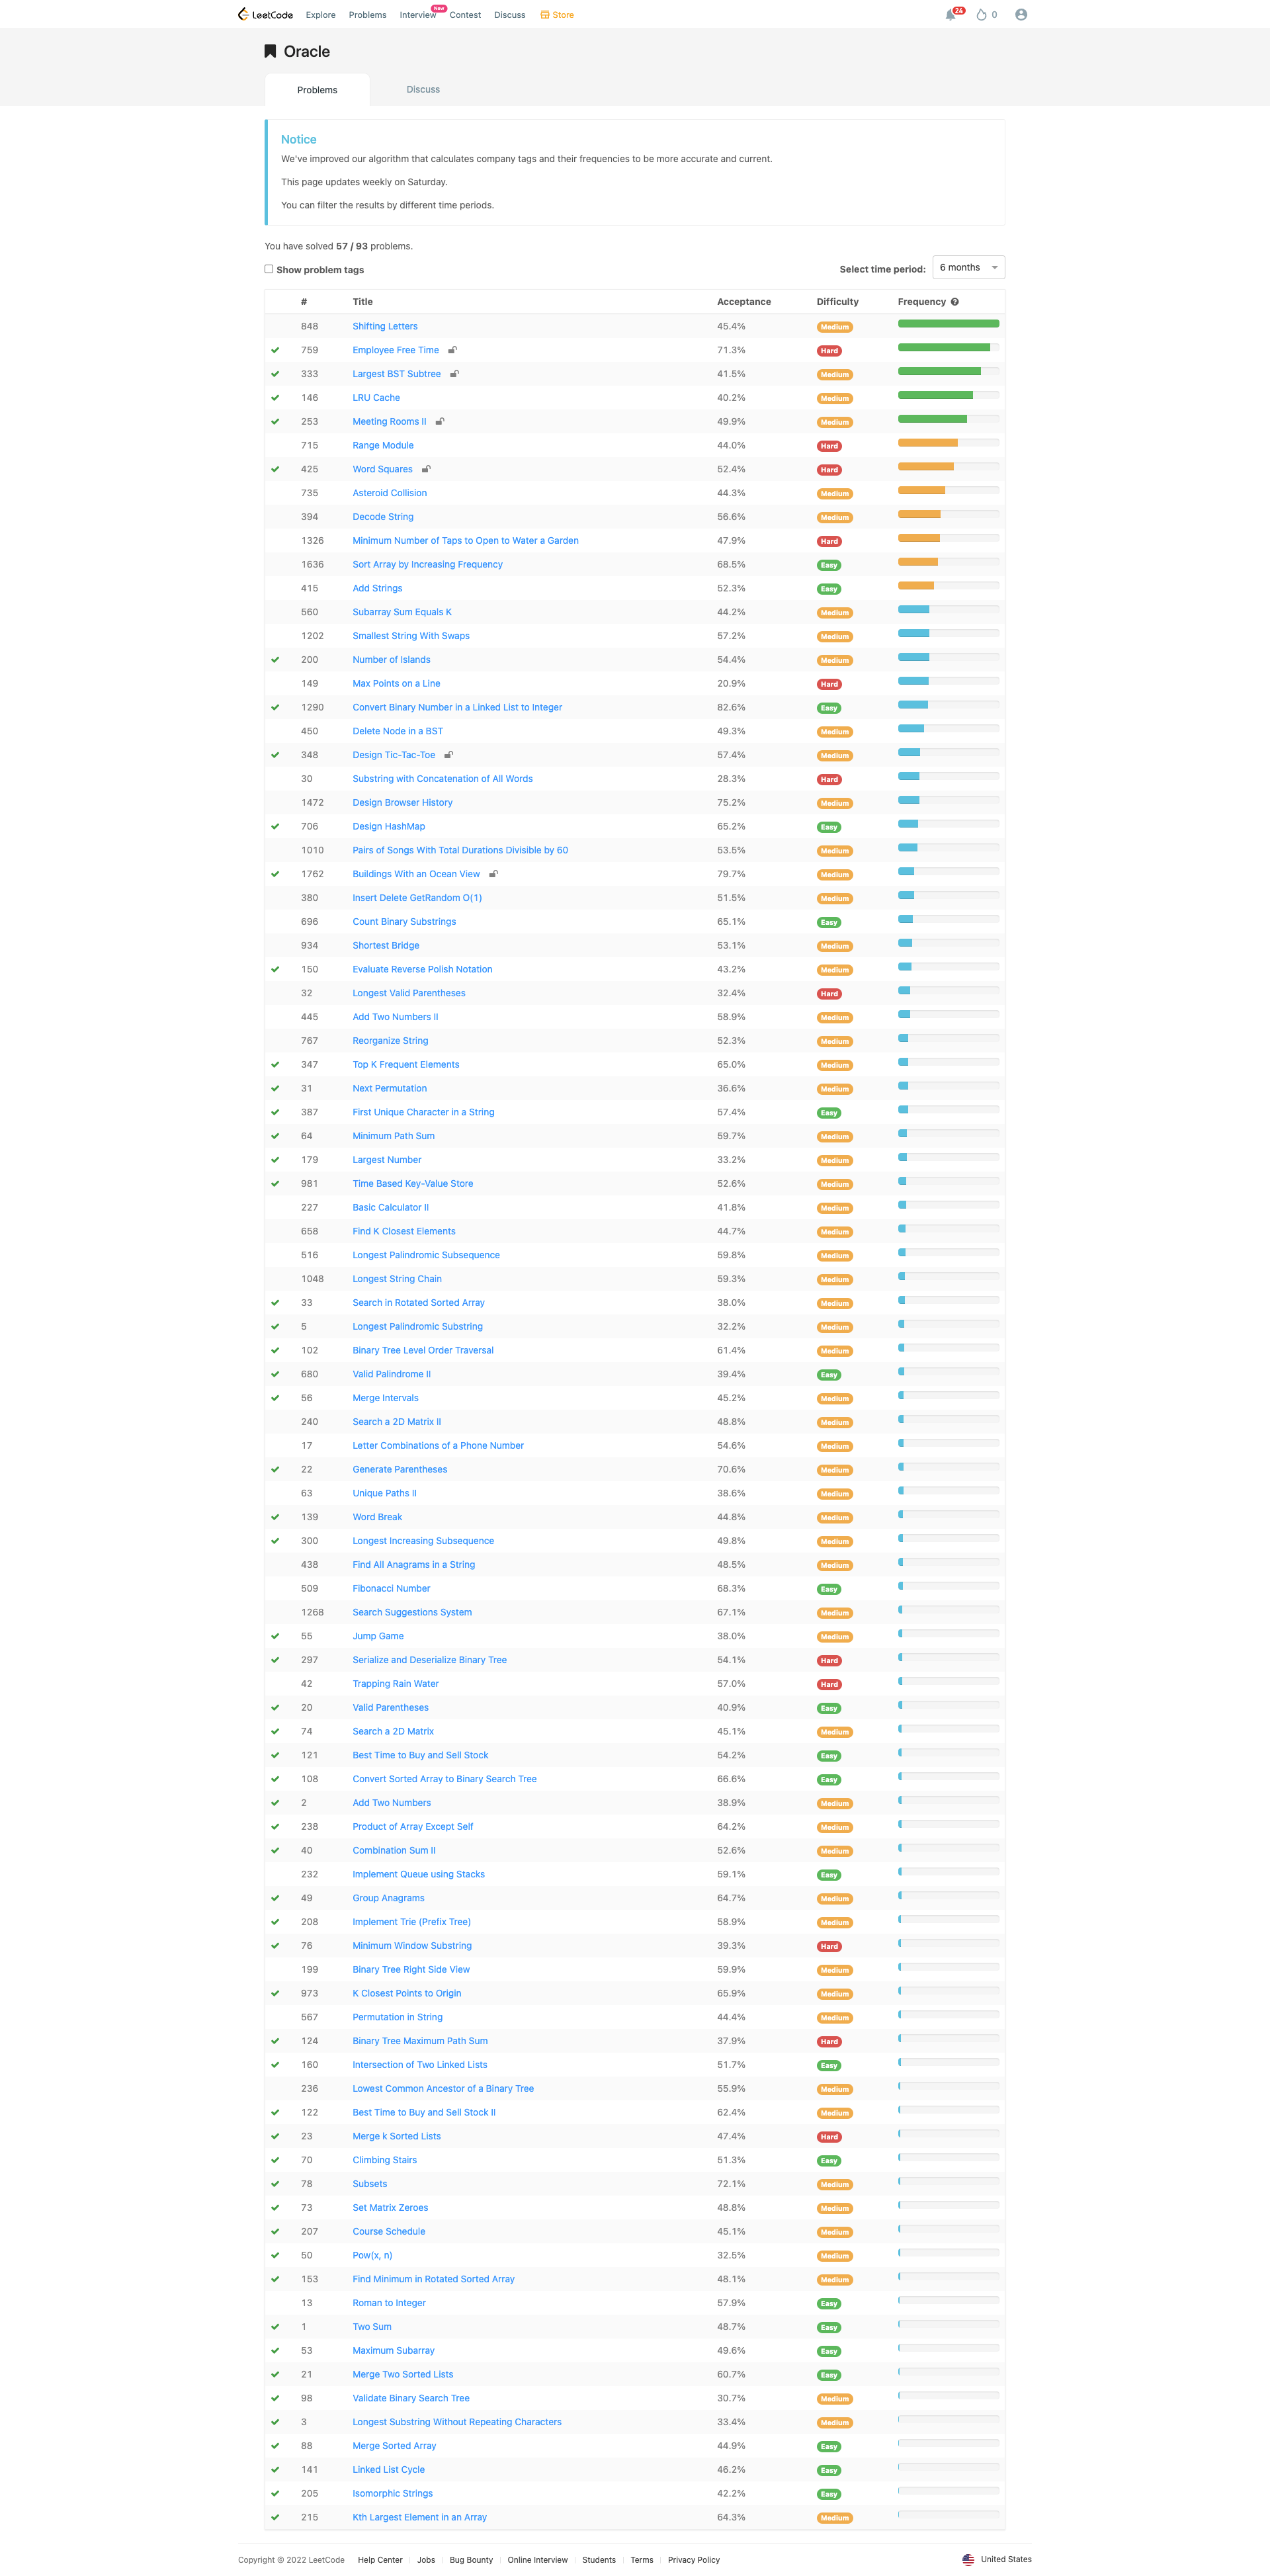 LeetCode Explore Problems Interview New Contest Discuss Store 24 0
Oracle
Problems Discuss
Notice
We've improved our algorithm that calculates company tags and their frequencies to be more accurate and current.
This page updates weekly on Saturday.
You can filter the results by different time periods.
You have solved 57 / 93 problems.
Show problem tags Select time period: 6 months
# Title Acceptance Difficulty Frequency
848 Shifting Letters 45.4% Medium
759 Employee Free Time 71.3% Hard
333 Largest BST Subtree 41.5% Medium
146 LRU Cache 40.2% Medium
253 Meeting Rooms II 49.9% Medium
715 Range Module 44.0% Hard
425 Word Squares 52.4% Hard
735 Asteroid Collision 44.3% Medium
394 Decode String 56.6% Medium
1326 Minimum Number of Taps to Open to Water a Garden 47.9% Hard
1636 Sort Array by Increasing Frequency 68.5% Easy
415 Add Strings 52.3% Easy
560 Subarray Sum Equals K 44.2% Medium
1202 Smallest String With Swaps 57.2% Medium
200 Number of Islands 54.4% Medium
149 Max Points on a Line 20.9% Hard
1290 Convert Binary Number in a Linked List to Integer 82.6% Easy
450 Delete Node in a BST 49.3% Medium
348 Design Tic-Tac-Toe 57.4% Medium
30 Substring with Concatenation of All Words 28.3% Hard
1472 Design Browser History 75.2% Medium
706 Design HashMap 65.2% Easy
1010 Pairs of Songs With Total Durations Divisible by 60 53.5% Medium
1762 Buildings With an Ocean View 79.7% Medium
380 Insert Delete GetRandom O(1) 51.5% Medium
696 Count Binary Substrings 65.1% Easy
934 Shortest Bridge 53.1% Medium
150 Evaluate Reverse Polish Notation 43.2% Medium
32 Longest Valid Parentheses 32.4% Hard
445 Add Two Numbers II 58.9% Medium
767 Reorganize String 52.3% Medium
347 Top K Frequent Elements 65.0% Medium
31 Next Permutation 36.6% Medium
387 First Unique Character in a String 57.4% Easy
64 Minimum Path Sum 59.7% Medium
179 Largest Number 33.2% Medium
981 Time Based Key-Value Store 52.6% Medium
227 Basic Calculator II 41.8% Medium
658 Find K Closest Elements 44.7% Medium
516 Longest Palindromic Subsequence 59.8% Medium
1048 Longest String Chain 59.3% Medium
33 Search in Rotated Sorted Array 38.0% Medium
5 Longest Palindromic Substring 32.2% Medium
102 Binary Tree Level Order Traversal 61.4% Medium
680 Valid Palindrome II 39.4% Easy
56 Merge Intervals 45.2% Medium
240 Search a 2D Matrix II 48.8% Medium
17 Letter Combinations of a Phone Number 54.6% Medium
22 Generate Parentheses 70.6% Medium
63 Unique Paths II 38.6% Medium
139 Word Break 44.8% Medium
300 Longest Increasing Subsequence 49.8% Medium
438 Find All Anagrams in a String 48.5% Medium
509 Fibonacci Number 68.3% Easy
1268 Search Suggestions System 67.1% Medium
55 Jump Game 38.0% Medium
297 Serialize and Deserialize Binary Tree 54.1% Hard
42 Trapping Rain Water 57.0% Hard
20 Valid Parentheses 40.9% Easy
74 Search a 2D Matrix 45.1% Medium
121 Best Time to Buy and Sell Stock 54.2% Easy
108 Convert Sorted Array to Binary Search Tree 66.6% Easy
2 Add Two Numbers 38.9% Medium
238 Product of Array Except Self 64.2% Medium
40 Combination Sum II 52.6% Medium
232 Implement Queue using Stacks 59.1% Easy
49 Group Anagrams 64.7% Medium
208 Implement Trie (Prefix Tree) 58.9% Medium
76 Minimum Window Substring 39.3% Hard
199 Binary Tree Right Side View 59.9% Medium
973 K Closest Points to Origin 65.9% Medium
567 Permutation in String 44.4% Medium
124 Binary Tree Maximum Path Sum 37.9% Hard
160 Intersection of Two Linked Lists 51.7% Easy
236 Lowest Common Ancestor of a Binary Tree 55.9% Medium
122 Best Time to Buy and Sell Stock II 62.4% Medium
23 Merge k Sorted Lists 47.4% Hard
70 Climbing Stairs 51.3% Easy
78 Subsets 72.1% Medium
73 Set Matrix Zeroes 48.8% Medium
207 Course Schedule 45.1% Medium
50 Pow(x, n) 32.5% Medium
153 Find Minimum in Rotated Sorted Array 48.1% Medium
13 Roman to Integer 57.9% Easy
1 Two Sum 48.7% Easy
53 Maximum Subarray 49.6% Easy
21 Merge Two Sorted Lists 60.7% Easy
98 Validate Binary Search Tree 30.7% Medium
3 Longest Substring Without Repeating Characters 33.4% Medium
88 Merge Sorted Array 44.9% Easy
141 Linked List Cycle 46.2% Easy
205 Isomorphic Strings 42.2% Easy
215 Kth Largest Element in an Array 64.3% Medium
Copyright © 2022 LeetCode Help Center Jobs Bug Bounty Online Interview Students Terms Privacy Policy United States